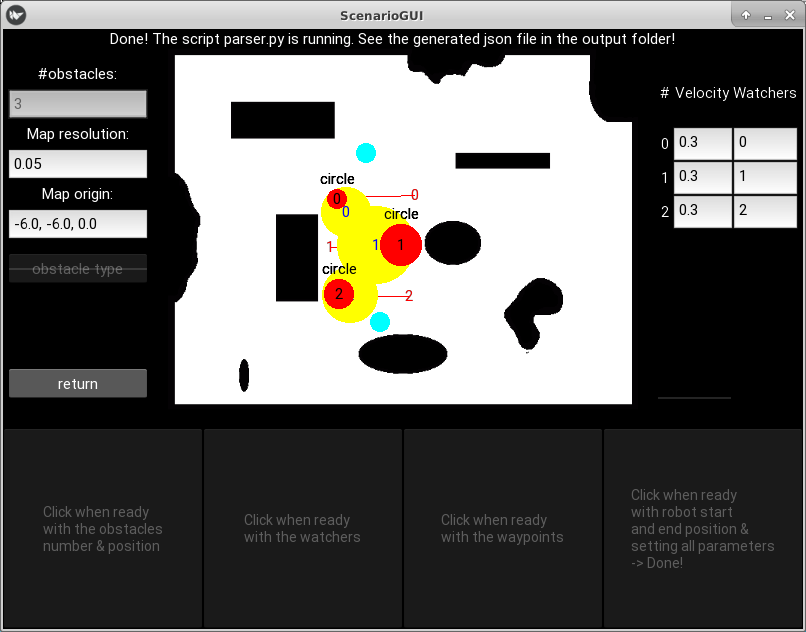 ScenarioGUI
Done! The script parser.py is running. See the generated json file in the output folder!
#obstacles:
3
Map resolution:
0.05
Map origin:
-6.0, -6.0, 0.0
obstacle type
return
circle
0
0
0
circle
1
1
1
circle
2
2
# Velocity Watchers
0 0.3 0
1 0.3 1
2 0.3 2
Click when ready
with the obstacles
number & position
Click when ready
with the watchers
Click when ready
with the waypoints
Click when ready
with robot start
and end position &
setting all parameters
-> Done!